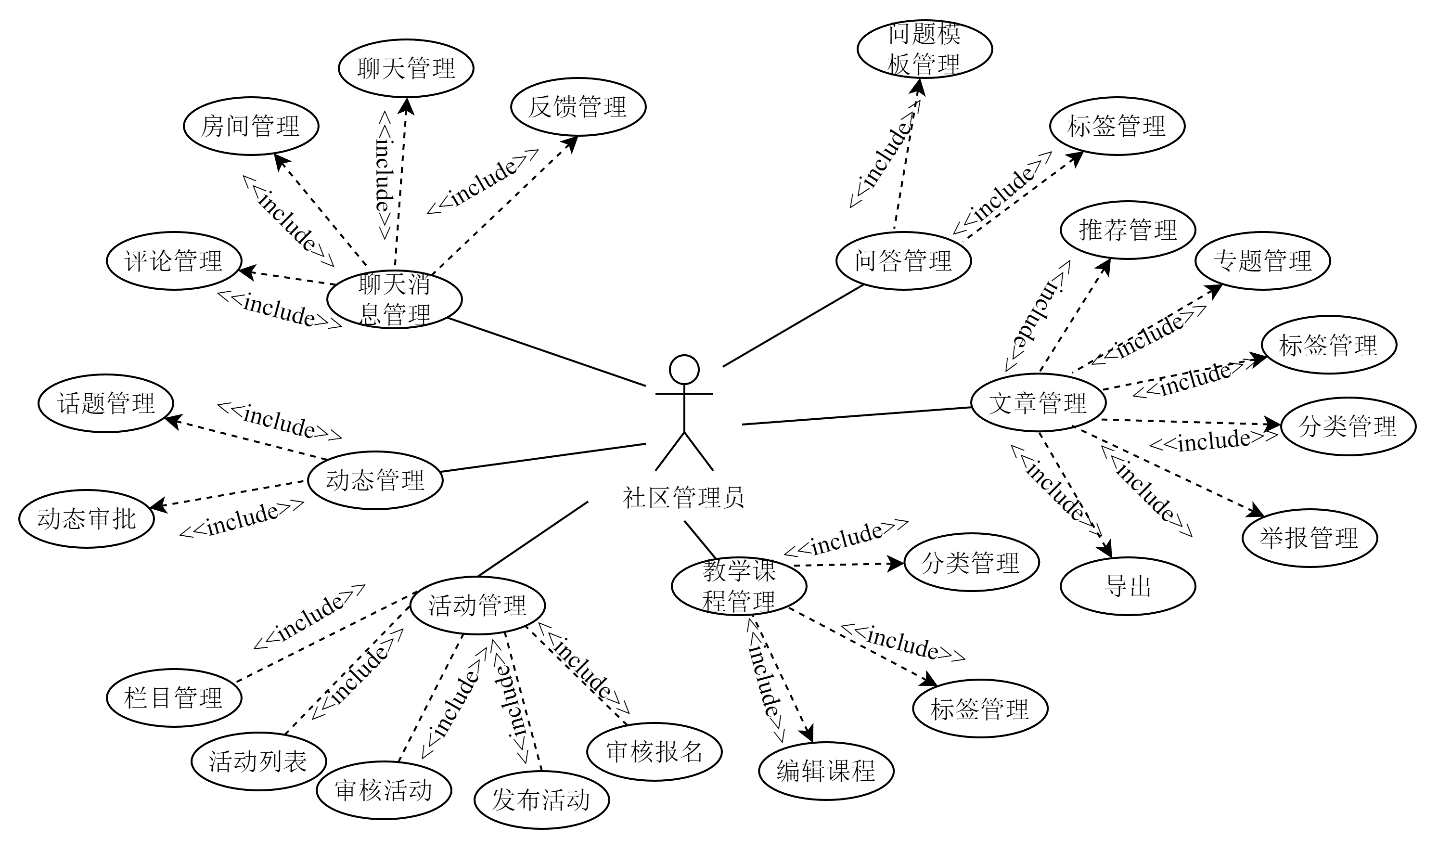 问题模
板管理
聊天管理
反馈管理
房间管理
标签管理
<<include>>
<<include>>
<<include>>
<<include>>
<<include>>
评论管理
聊天消
息管理
<<include>>
问答管理
推荐管理
专题管理
<<include>>
<<include>>
标签管理
<<include>>
话题管理
<<include>>
文章管理
分类管理
<<include>>
动态管理
动态审批
<<include>>
社区管理员
<<include>>
<<include>>
举报管理
<<include>>
分类管理
教学课
程管理
导出
活动管理
<<include>>
<<include>>
<<include>>
<<include>>
<<include>>
<<include>>
<<include>>
栏目管理
标签管理
活动列表
审核活动
发布活动
审核报名
编辑课程